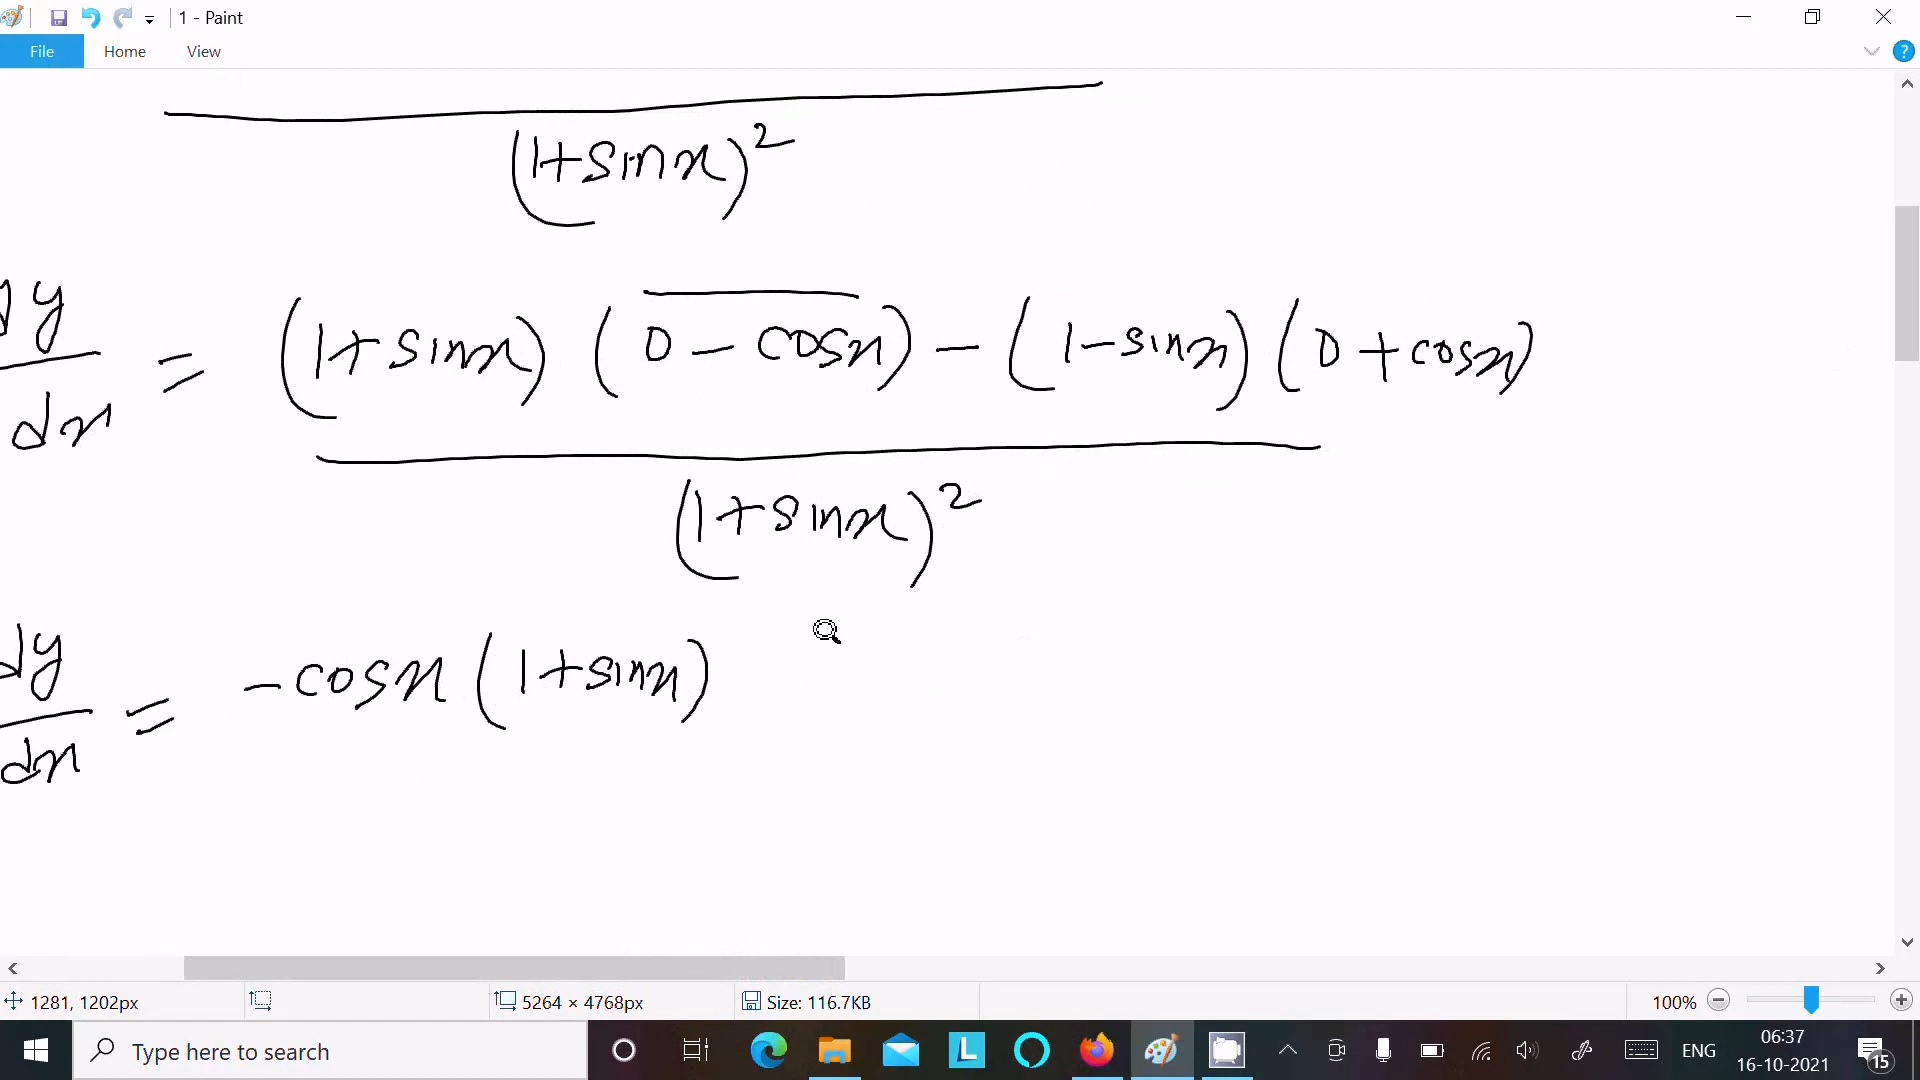 1 - Paint
File Home View
(1+sinx)²
dy/dx = (1+sinx) (0 - cosx) - (1-sinx) (0 + cosx)
(1+sinx)²
dy/dx = -cosx (1+sinx)
1281, 1202px 5264 × 4768px Size: 116.7KB 100%
Type here to search L ENG 06:37
16-10-2021 15